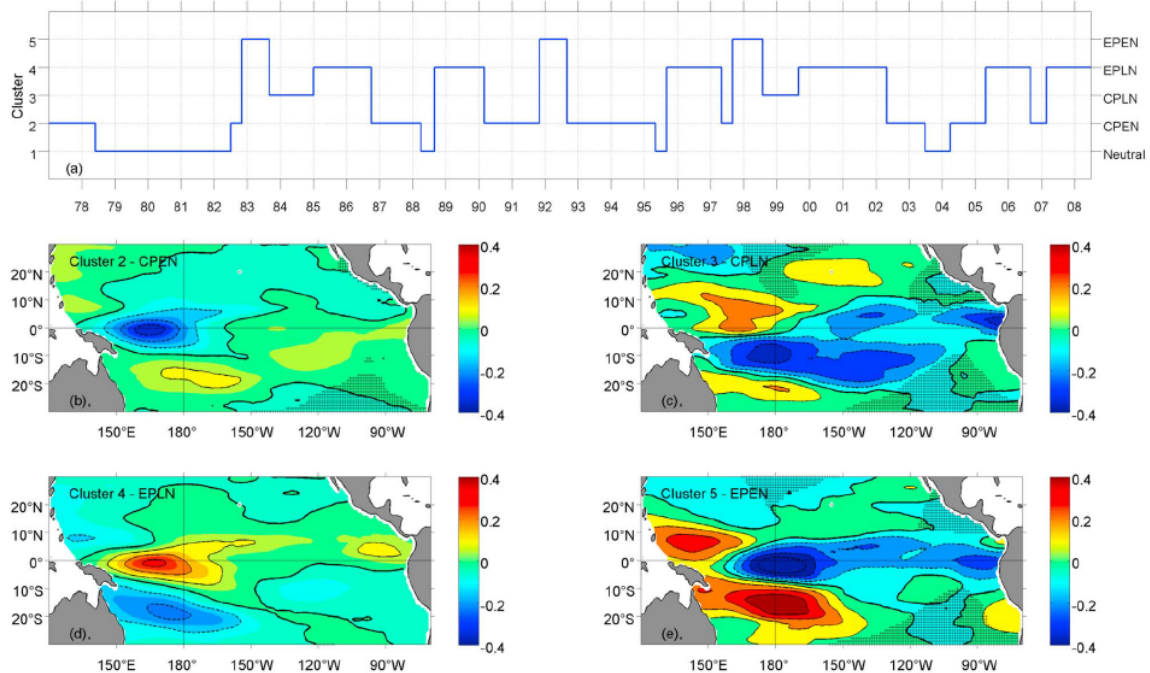 5
EPEN
4
EPLN
Cluster
3
CPLN
2
CPEN
1
(a)
Neutral
78 79 80 81 82 83 84 85 86 87 88 89 90 91 92 93 94 95 96 97 98 99 00 01 02 03 04 05 06 07 08
Cluster 2 - CPEN
20°N
10°N
0°
10°S
20°S
(b),
150°E 180° 150°W 120°W 90°W
0.4
0.2
0
-0.2
-0.4
Cluster 3 - CPLN
20°N
10°N
0°
10°S
20°S
(c),
150°E 180° 150°W 120°W 90°W
0.4
0.2
0
-0.2
-0.4
Cluster 4 - EPLN
20°N
10°N
0°
10°S
20°S
(d),
150°E 180° 150°W 120°W 90°W
0.4
0.2
0
-0.2
-0.4
Cluster 5 - EPEN
20°N
10°N
0°
10°S
20°S
(e),
150°E 180° 150°W 120°W 90°W
0.4
0.2
0
-0.2
-0.4